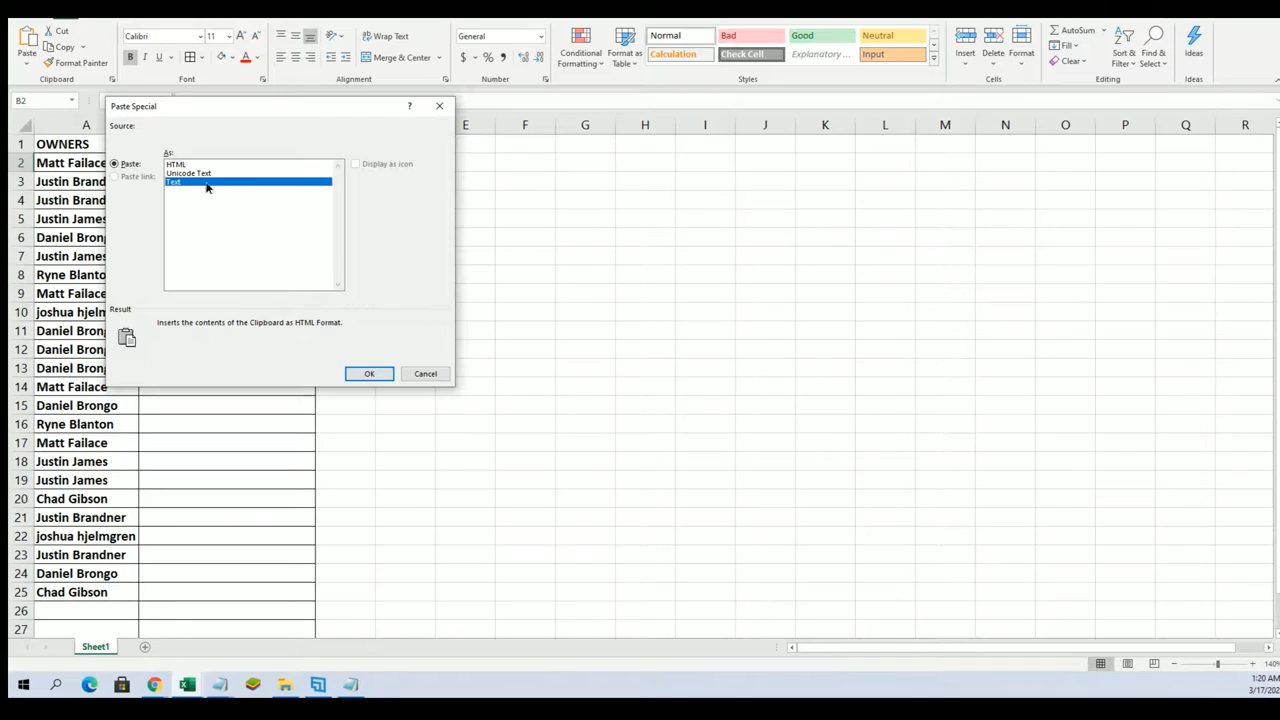 Cut
Copy
Format Painter
Paste
Clipboard
Calibri 11
B I U
Font
Wrap Text
Merge & Center
Alignment
General
$ % ,
Number
Conditional Formatting
Format as Table
Normal Bad Good Neutral
Calculation Check Cell Explanatory ... Input
Styles
Insert Delete Format
Cells
AutoSum
Fill
Clear
Sort & Filter
Find & Select
Editing
Ideas
Ideas
B2
Paste Special ?
Source:
As:
Paste:
Paste link:
HTML
Unicode Text
Text
Display as icon
Result
Inserts the contents of the Clipboard as HTML Format.
OK Cancel
A E F G H I J K L M N O P Q R
1 OWNERS
2 Matt Failace
3 Justin Brand
4 Justin Brand
5 Justin James
6 Daniel Brong
7 Justin James
8 Ryne Blanto
9 Matt Failace
10 joshua hjelm
11 Daniel Brong
12 Daniel Brong
13 Daniel Brong
14 Matt Failace
15 Daniel Brongo
16 Ryne Blanton
17 Matt Failace
18 Justin James
19 Justin James
20 Chad Gibson
21 Justin Brandner
22 joshua hjelmgren
23 Justin Brandner
24 Daniel Brongo
25 Chad Gibson
26
27
Sheet1
140%
1:20 AM
3/17/202